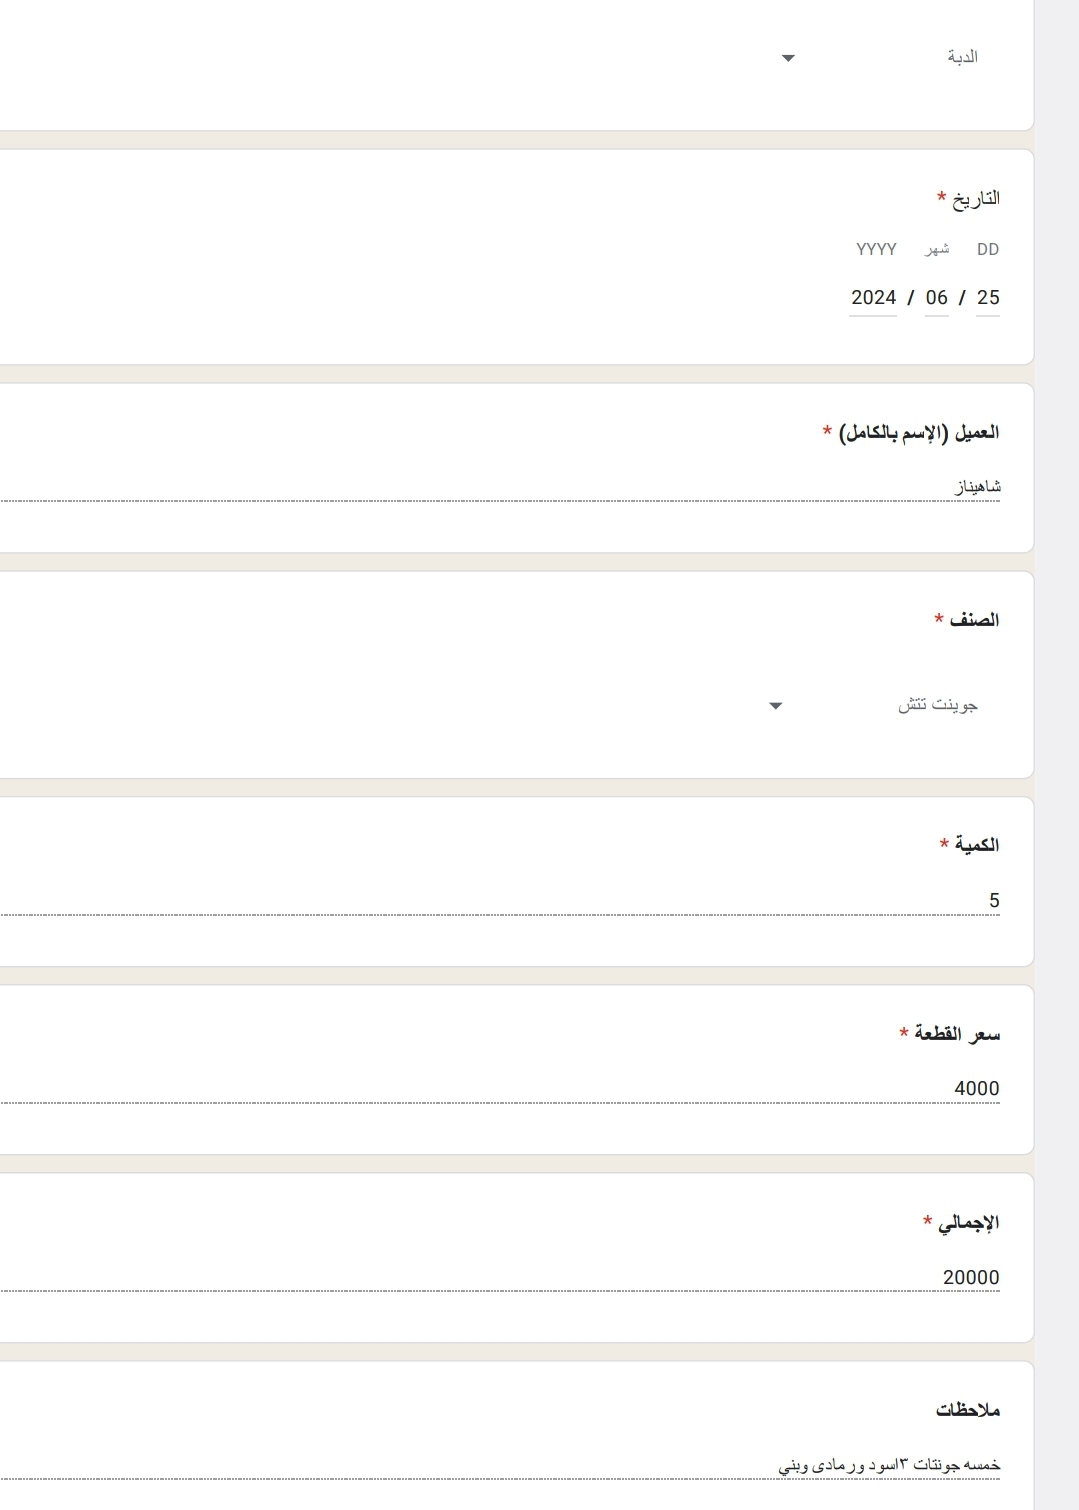 الدبة
التاريخ *
DD شهر YYYY
25 / 06 / 2024
العميل (الإسم بالكامل) *
شاهيناز
الصنف *
جوينت تتش
الكمية *
5
سعر القطعة *
4000
الإجمالي *
20000
ملاحظات
خمسه جونتات ٣اسود ورمادى وبني